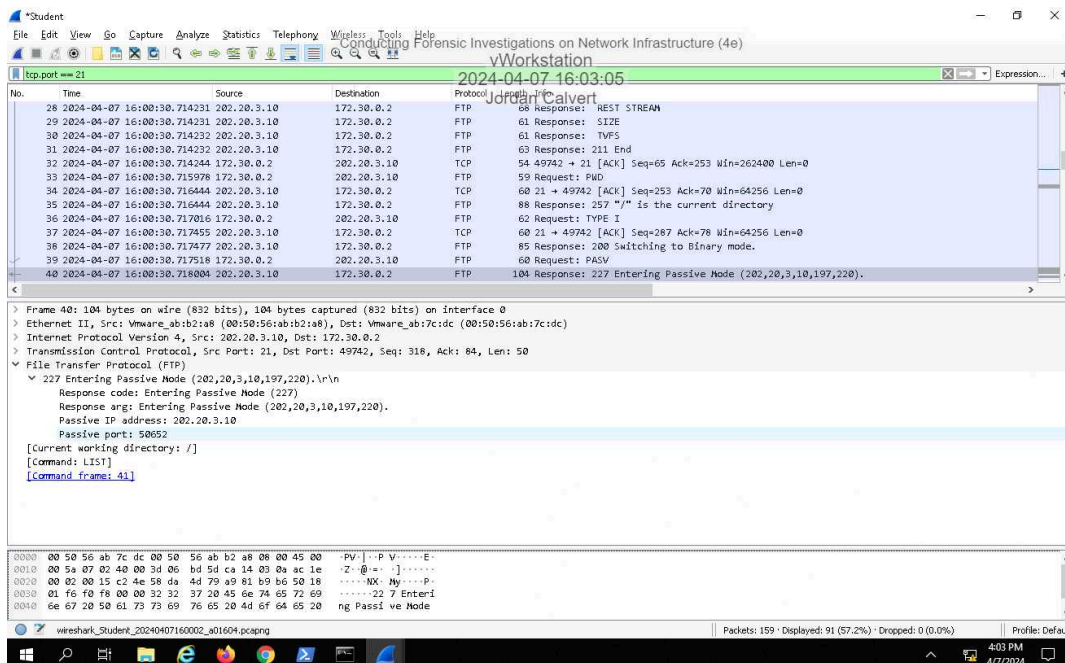 *Student
File Edit View Go Capture Analyze Statistics Telephony Wireless Tools Help
Conducting Forensic Investigations on Network Infrastructure (4e)
vWorkstation
2024-04-07 16:03:05
Jordan Calvert
tcp.port == 21
Expression...
No. Time Source Destination Protocol Length Info
28 2024-04-07 16:00:30.714231 202.20.3.10 172.30.0.2 FTP 68 Response: REST STREAM
29 2024-04-07 16:00:30.714231 202.20.3.10 172.30.0.2 FTP 61 Response: SIZE
30 2024-04-07 16:00:30.714232 202.20.3.10 172.30.0.2 FTP 61 Response: TVFS
31 2024-04-07 16:00:30.714232 202.20.3.10 172.30.0.2 FTP 63 Response: 211 End
32 2024-04-07 16:00:30.714244 172.30.0.2 202.20.3.10 TCP 54 49742 → 21 [ACK] Seq=65 Ack=253 Win=262400 Len=0
33 2024-04-07 16:00:30.715978 172.30.0.2 202.20.3.10 FTP 59 Request: PWD
34 2024-04-07 16:00:30.716444 202.20.3.10 172.30.0.2 TCP 60 21 → 49742 [ACK] Seq=253 Ack=70 Win=64256 Len=0
35 2024-04-07 16:00:30.716444 202.20.3.10 172.30.0.2 FTP 88 Response: 257 "/" is the current directory
36 2024-04-07 16:00:30.717016 172.30.0.2 202.20.3.10 FTP 62 Request: TYPE I
37 2024-04-07 16:00:30.717455 202.20.3.10 172.30.0.2 TCP 60 21 → 49742 [ACK] Seq=287 Ack=78 Win=64256 Len=0
38 2024-04-07 16:00:30.717477 202.20.3.10 172.30.0.2 FTP 85 Response: 200 Switching to Binary mode.
39 2024-04-07 16:00:30.717518 172.30.0.2 202.20.3.10 FTP 60 Request: PASV
40 2024-04-07 16:00:30.718004 202.20.3.10 172.30.0.2 FTP 104 Response: 227 Entering Passive Mode (202,20,3,10,197,220).
Frame 40: 104 bytes on wire (832 bits), 104 bytes captured (832 bits) on interface 0
Ethernet II, Src: Vmware_ab:b2:a8 (00:50:56:ab:b2:a8), Dst: Vmware_ab:7c:dc (00:50:56:ab:7c:dc)
Internet Protocol Version 4, Src: 202.20.3.10, Dst: 172.30.0.2
Transmission Control Protocol, Src Port: 21, Dst Port: 49742, Seq: 318, Ack: 84, Len: 50
File Transfer Protocol (FTP)
227 Entering Passive Mode (202,20,3,10,197,220).\r\n
Response code: Entering Passive Mode (227)
Response arg: Entering Passive Mode (202,20,3,10,197,220).
Passive IP address: 202.20.3.10
Passive port: 50652
[Current working directory: /]
[Command: LIST]
[Command frame: 41]
0000 00 50 56 ab 7c dc 00 50 56 ab b2 a8 08 00 45 00 ·PV·|··P V·····E·
0010 00 5a 07 02 40 00 3d 06 bd 5d ca 14 03 0a ac 1e ·Z··@·=· ·]······
0020 00 02 00 15 c2 4e 58 da 4d 79 a9 81 b9 b6 50 18 ·····NX· My····P·
0030 01 f6 f0 f8 00 00 32 32 37 20 45 6e 74 65 72 69 ······22 7 Enteri
0040 6e 67 20 50 61 73 73 69 76 65 20 4d 6f 64 65 20 ng Passi ve Mode
wireshark_Student_20240407160002_a01604.pcapng Packets: 159 · Displayed: 91 (57.2%) · Dropped: 0 (0.0%) Profile: Defau
4:03 PM
4/7/2024